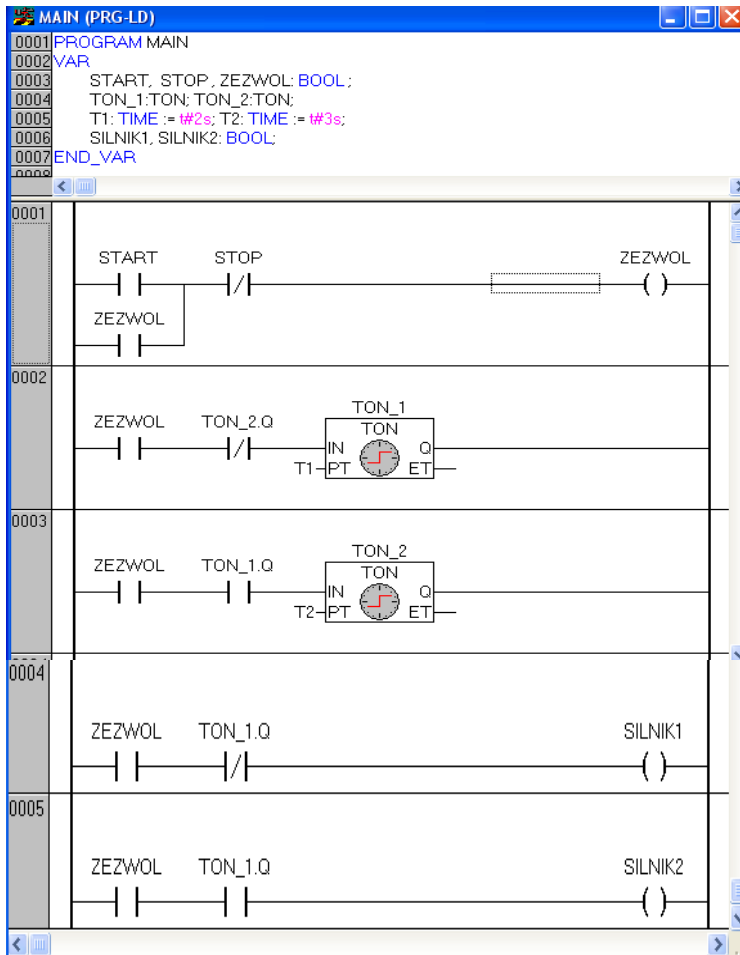 MAIN (PRG-LD)
0001 PROGRAM MAIN
0002 VAR
0003 START, STOP, ZEZWOL: BOOL;
0004 TON_1:TON; TON_2:TON;
0005 T1: TIME := t#2s; T2: TIME := t#3s;
0006 SILNIK1, SILNIK2: BOOL;
0007 END_VAR
0008
0001
START STOP ZEZWOL
ZEZWOL
0002
TON_1
ZEZWOL TON_2.Q TON
IN Q
T1 PT ET
0003
TON_2
ZEZWOL TON_1.Q TON
IN Q
T2 PT ET
0004
ZEZWOL TON_1.Q SILNIK1
0005
ZEZWOL TON_1.Q SILNIK2